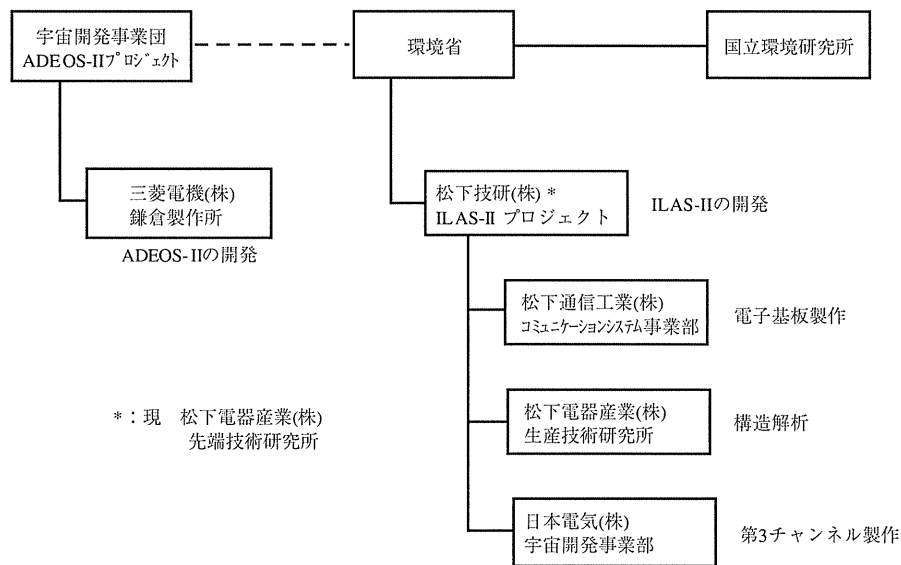 宇宙開発事業団
ADEOS-IIﾌﾟﾛｼﾞｪｸﾄ
環境省
国立環境研究所
三菱電機(株)
鎌倉製作所
ADEOS-IIの開発
松下技研(株) *
ILAS-II プロジェクト
ILAS-IIの開発
松下通信工業(株)
ｺﾐｭﾆｹｰｼｮﾝｼｽﾃﾑ事業部
電子基板製作
*：現　松下電器産業(株)
先端技術研究所
松下電器産業(株)
生産技術研究所
構造解析
日本電気(株)
宇宙開発事業部
第3チャンネル製作